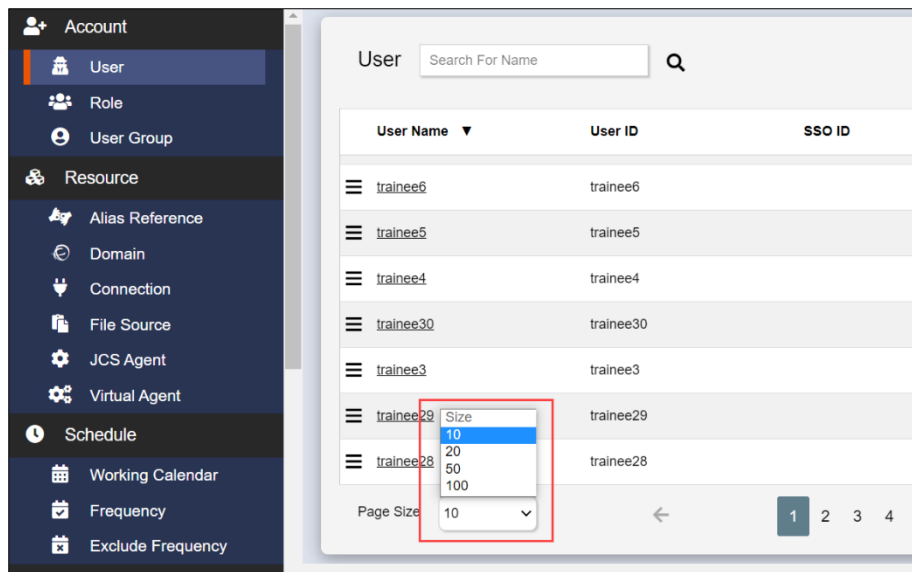 Account
User
Role
User Group
Resource
Alias Reference
Domain
Connection
File Source
JCS Agent
Virtual Agent
Schedule
Working Calendar
Frequency
Exclude Frequency
User Search For Name
User Name ▼ User ID SSO ID
trainee6 trainee6
trainee5 trainee5
trainee4 trainee4
trainee30 trainee30
trainee3 trainee3
trainee29 trainee29
trainee28 trainee28
Size
10
20
50
100
Page Size 10 1 2 3 4